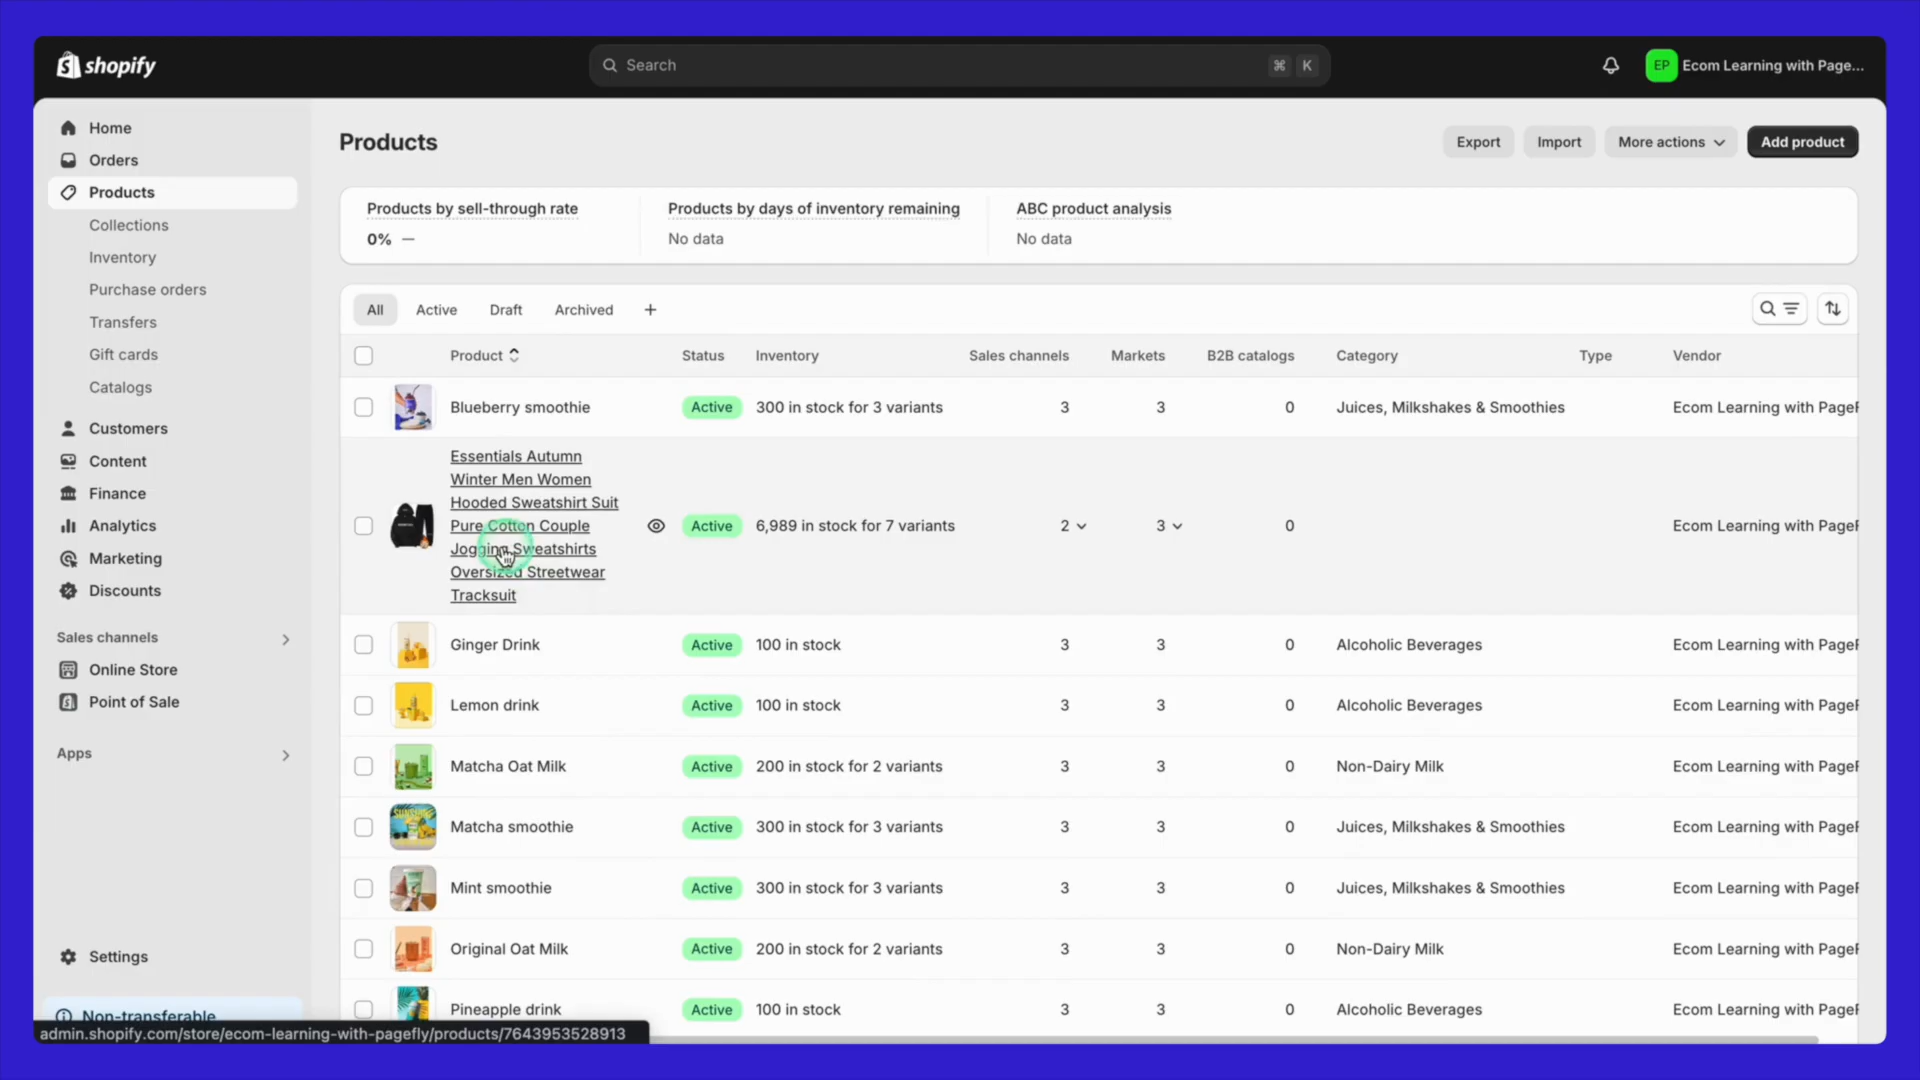 shopify
Search
⌘ K
EP
Ecom Learning with Page...
Home
Orders
Products
Collections
Inventory
Purchase orders
Transfers
Gift cards
Catalogs
Customers
Content
Finance
Analytics
Marketing
Discounts
Sales channels
Online Store
Point of Sale
Apps
Settings
Non-transferable
Products
Export
Import
More actions
Add product
Products by sell-through rate
0% —
Products by days of inventory remaining
No data
ABC product analysis
No data
All Active Draft Archived +
Product Status Inventory Sales channels Markets B2B catalogs Category Type Vendor
Blueberry smoothie Active 300 in stock for 3 variants 3 3 0 Juices, Milkshakes & Smoothies Ecom Learning with PageF
Essentials Autumn
Winter Men Women
Hooded Sweatshirt Suit
Pure Cotton Couple
Jogging Sweatshirts
Oversized Streetwear
Tracksuit
Active 6,989 in stock for 7 variants 2 3 0 Ecom Learning with PageF
Ginger Drink Active 100 in stock 3 3 0 Alcoholic Beverages Ecom Learning with PageF
Lemon drink Active 100 in stock 3 3 0 Alcoholic Beverages Ecom Learning with PageF
Matcha Oat Milk Active 200 in stock for 2 variants 3 3 0 Non-Dairy Milk Ecom Learning with PageF
Matcha smoothie Active 300 in stock for 3 variants 3 3 0 Juices, Milkshakes & Smoothies Ecom Learning with PageF
Mint smoothie Active 300 in stock for 3 variants 3 3 0 Juices, Milkshakes & Smoothies Ecom Learning with PageF
Original Oat Milk Active 200 in stock for 2 variants 3 3 0 Non-Dairy Milk Ecom Learning with PageF
Pineapple drink Active 100 in stock 3 3 0 Alcoholic Beverages Ecom Learning with PageF
admin.shopify.com/store/ecom-learning-with-pagefly/products/7643953528913